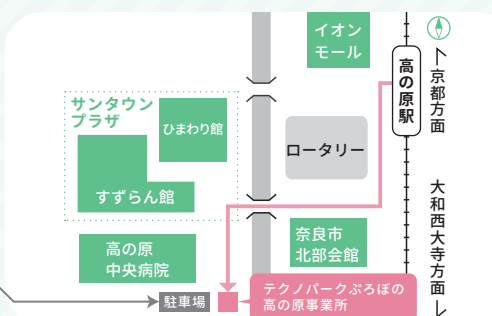 イオン
モール
高の原駅
京都方面
サンタウン
プラザ
ひまわり館
ロータリー
すずらん館
大和西大寺方面
奈良市
北部会館
高の原
中央病院
テクノパークぷろぼの
高の原事業所
駐車場